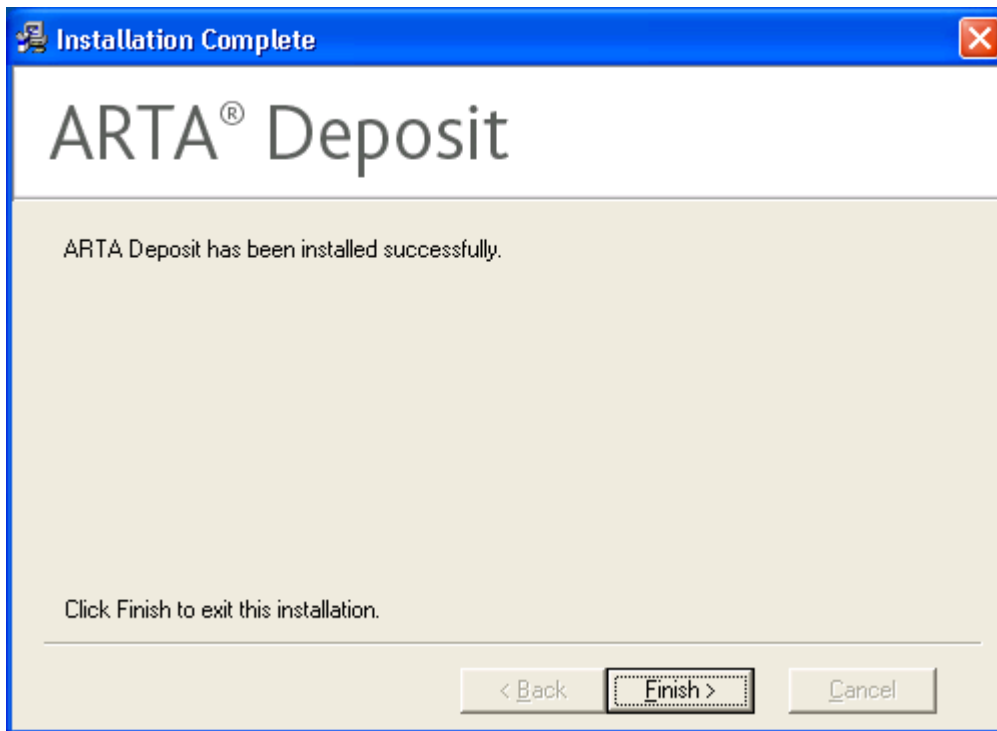 Installation Complete
ARTA® Deposit
ARTA Deposit has been installed successfully.
Click Finish to exit this installation.
< Back Finish > Cancel